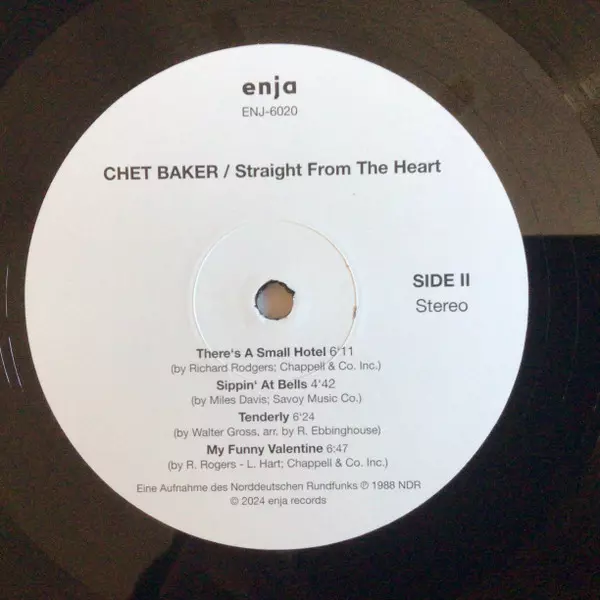 enja
ENJ-6020
CHET BAKER / Straight From The Heart
SIDE II
Stereo
There's A Small Hotel 6'11
(by Richard Rodgers; Chappell & Co. Inc.)
Sippin' At Bells 4'42
(by Miles Davis; Savoy Music Co.)
Tenderly 6'24
(by Walter Gross, arr. by R. Ebbinghouse)
My Funny Valentine 6:47
(by R. Rogers - L. Hart; Chappell & Co. Inc.)
Eine Aufnahme des Norddeutschen Rundfunks ℗ 1988 NDR
© 2024 enja records